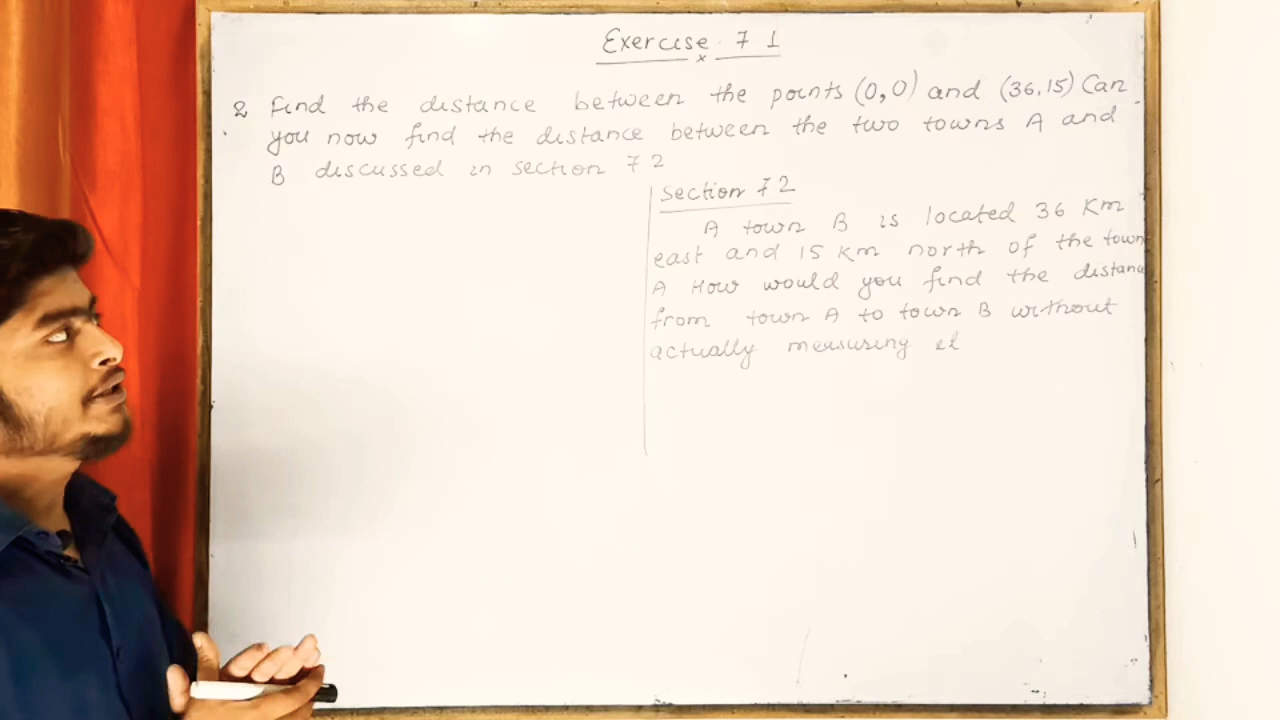 Exercise 7 1
2 Find the distance between the points (0,0) and (36,15) Can
you now find the distance between the two towns A and
B discussed in section 7 2
Section 7 2
A town B is located 36 Km
east and 15 Km north of the town
A How would you find the distance
from town A to town B without
actually measuring it